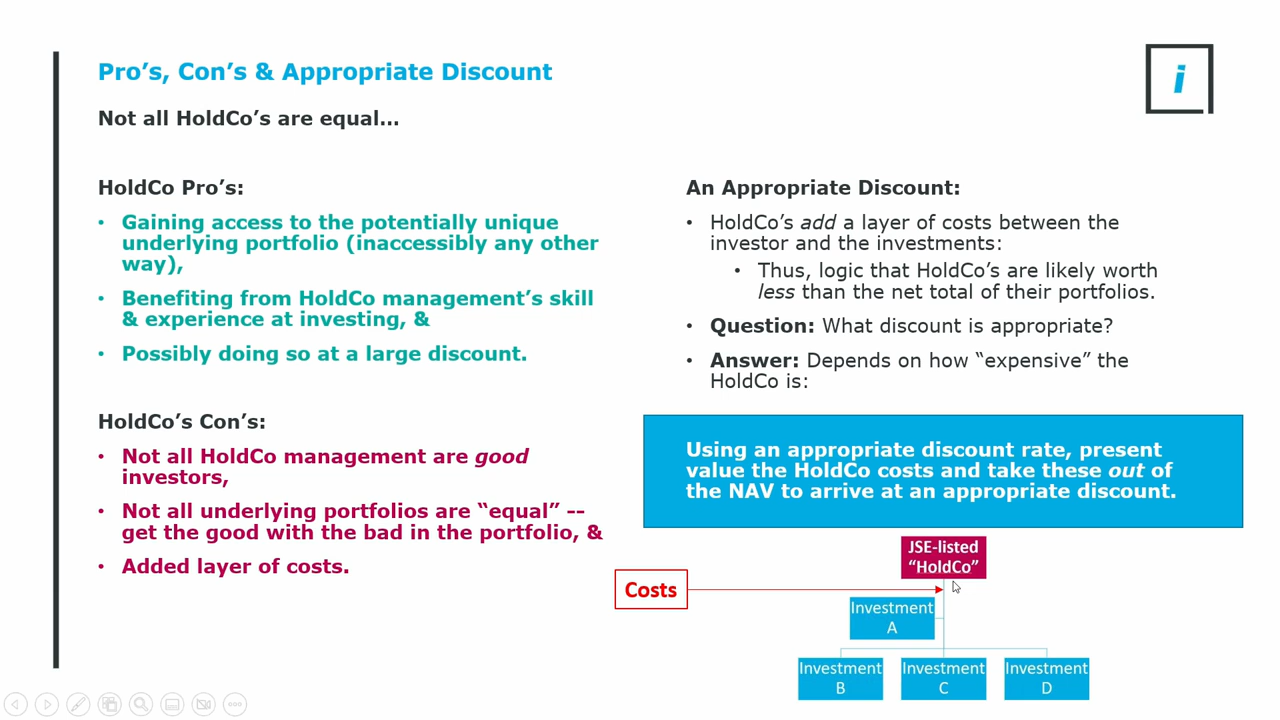 Pro’s, Con’s & Appropriate Discount
i
Not all HoldCo’s are equal...
HoldCo Pro’s:
• Gaining access to the potentially unique
underlying portfolio (inaccessibly any other
way),
• Benefiting from HoldCo management’s skill
& experience at investing, &
• Possibly doing so at a large discount.
HoldCo’s Con’s:
• Not all HoldCo management are good
investors,
• Not all underlying portfolios are “equal” --
get the good with the bad in the portfolio, &
• Added layer of costs.
An Appropriate Discount:
• HoldCo’s add a layer of costs between the
investor and the investments:
• Thus, logic that HoldCo’s are likely worth
less than the net total of their portfolios.
• Question: What discount is appropriate?
• Answer: Depends on how “expensive” the
HoldCo is:
Using an appropriate discount rate, present
value the HoldCo costs and take these out of
the NAV to arrive at an appropriate discount.
JSE-listed
“HoldCo”
Costs
Investment
A
Investment
B
Investment
C
Investment
D